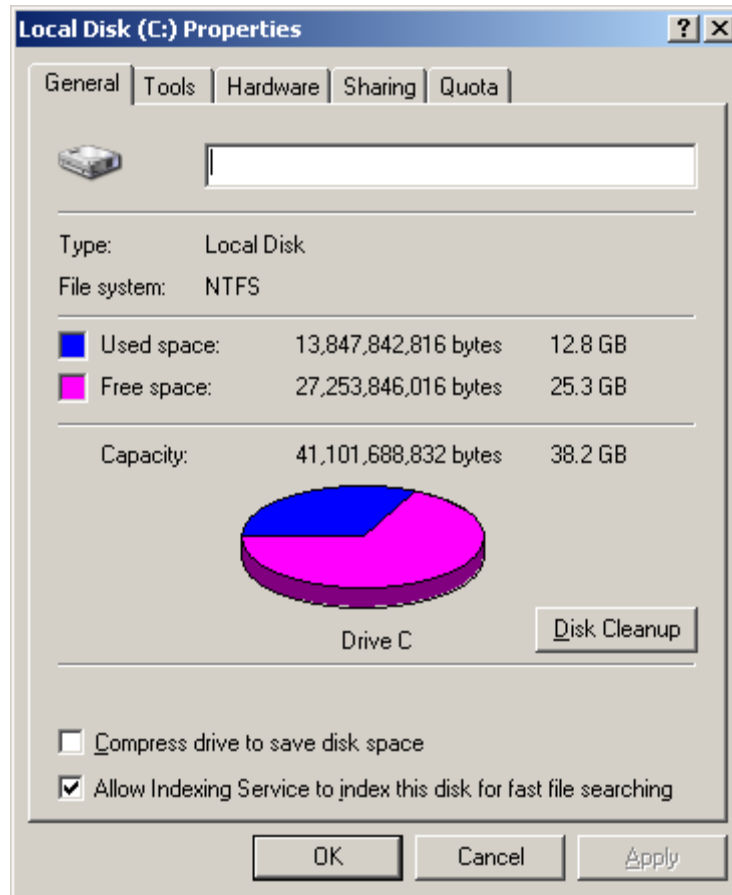 Local Disk (C:) Properties
General Tools Hardware Sharing Quota
Type: Local Disk
File system: NTFS
Used space: 13,847,842,816 bytes 12.8 GB
Free space: 27,253,846,016 bytes 25.3 GB
Capacity: 41,101,688,832 bytes 38.2 GB
Drive C
Disk Cleanup
Compress drive to save disk space
Allow Indexing Service to index this disk for fast file searching
OK Cancel Apply